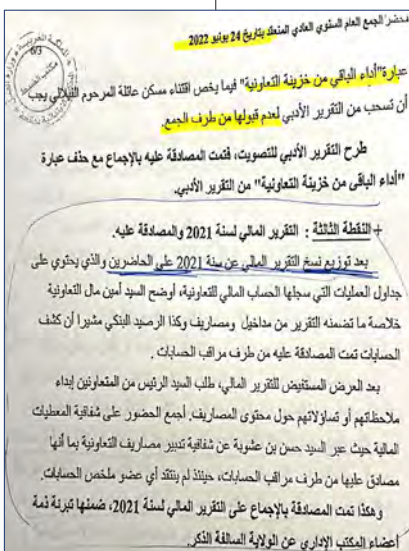 محضر الجمع العام السنوي العادي المنعقد بتاريخ 24 يونيو 2022
6/3
عبارة "أداء الباقي من خزينة التعاونية" فيما يخص اقتناء مسكن عائلة المرحوم الفيلالي يجب
أن تسحب من التقرير الأدبي لعدم قبولها من طرف الجمع.
طرح التقرير الأدبي للتصويت، فتمت المصادقة عليه بالإجماع مع حذف عبارة
"أداء الباقي من خزينة التعاونية" من التقرير الأدبي.
+ النقطة الثالثة : التقرير المالي لسنة 2021 والمصادقة عليه.
بعد توزيع نسخ التقرير المالي عن سنة 2021 على الحاضرين والذي يحتوي على
جداول العمليات التي سجلها الحساب المالي للتعاونية، أوضح السيد أمين مال التعاونية
خلاصة ما تضمنه التقرير من مداخيل ومصاريف وكذا الرصيد البنكي مشيرا أن كشف
الحسابات تمت المصادقة عليه من طرف مراقب الحسابات .
بعد العرض المستفيض للتقرير المالي، طلب السيد الرئيس من المتعاونين إبداء
ملاحظاتهم أو تساؤلاتهم حول محتوى المصاريف. أجمع الحضور على شفافية المعطيات
المالية حيث عبر السيد حسن بن عشوبة عن شفافية تدبير مصاريف التعاونية بما أنها
مصادق عليها من طرف مراقب الحسابات، حينئذ لم ينتقد أي عضو ملخص الحسابات.
وهكذا تمت المصادقة بالإجماع على التقرير المالي لسنة 2021، ضمنها تبرئة ذمة
أعضاء المكتب الإداري عن الولاية السالفة الذكر.